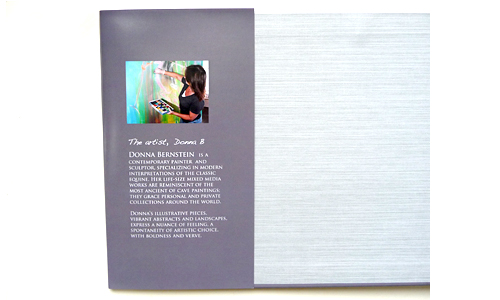 The artist, Donna B
Donna Bernstein is a
contemporary painter and
sculptor, specializing in modern
interpretations of the classic
equine. Her life-size mixed media
works are reminiscent of the
most ancient of cave paintings;
they grace personal and private
collections around the world.
Donna's illustrative pieces,
vibrant abstracts and landscapes,
express a nuance of feeling, a
spontaneity of artistic choice,
with boldness and verve.